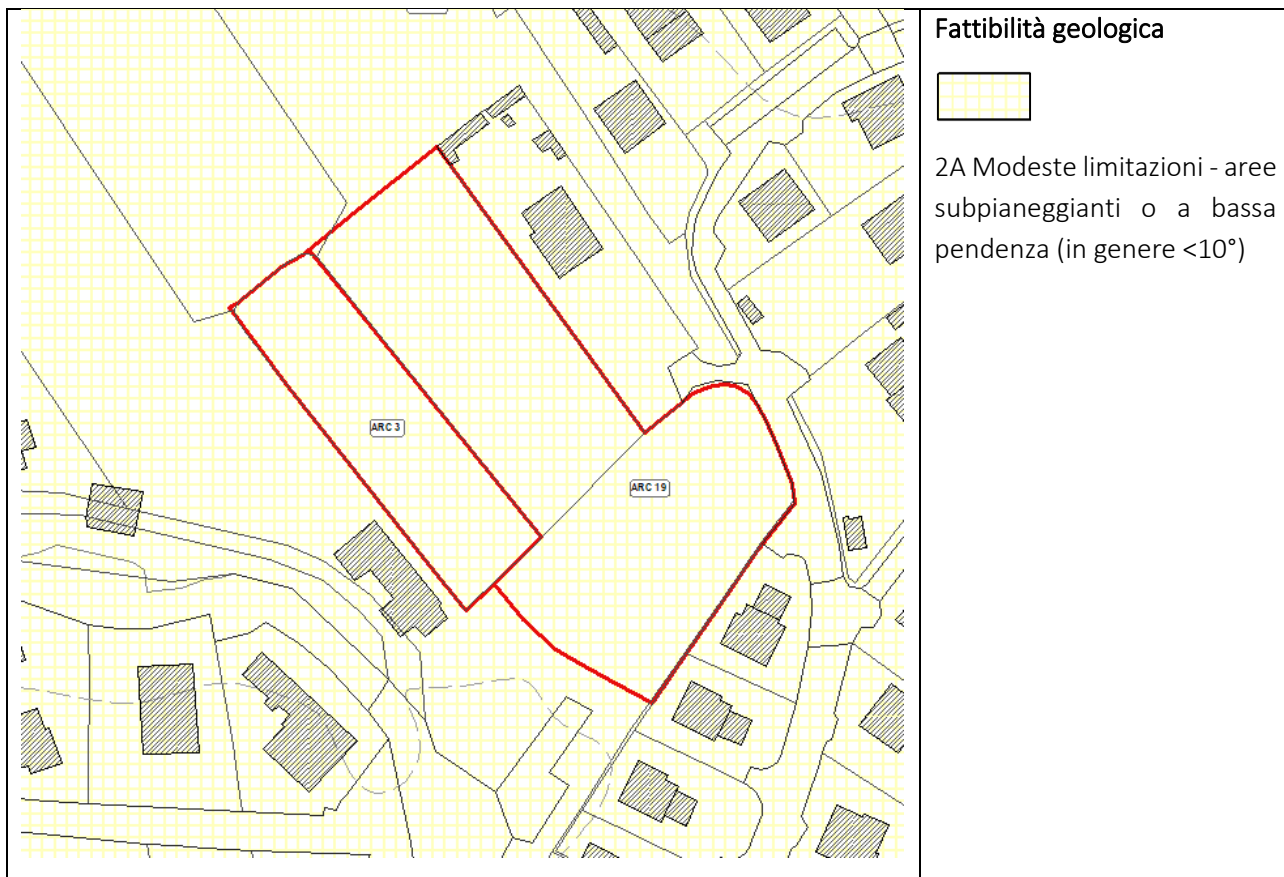 Fattibilità geologica
2A Modeste limitazioni - aree
subpianeggianti o a bassa
pendenza (in genere <10°)
ARC 3
ARC 19